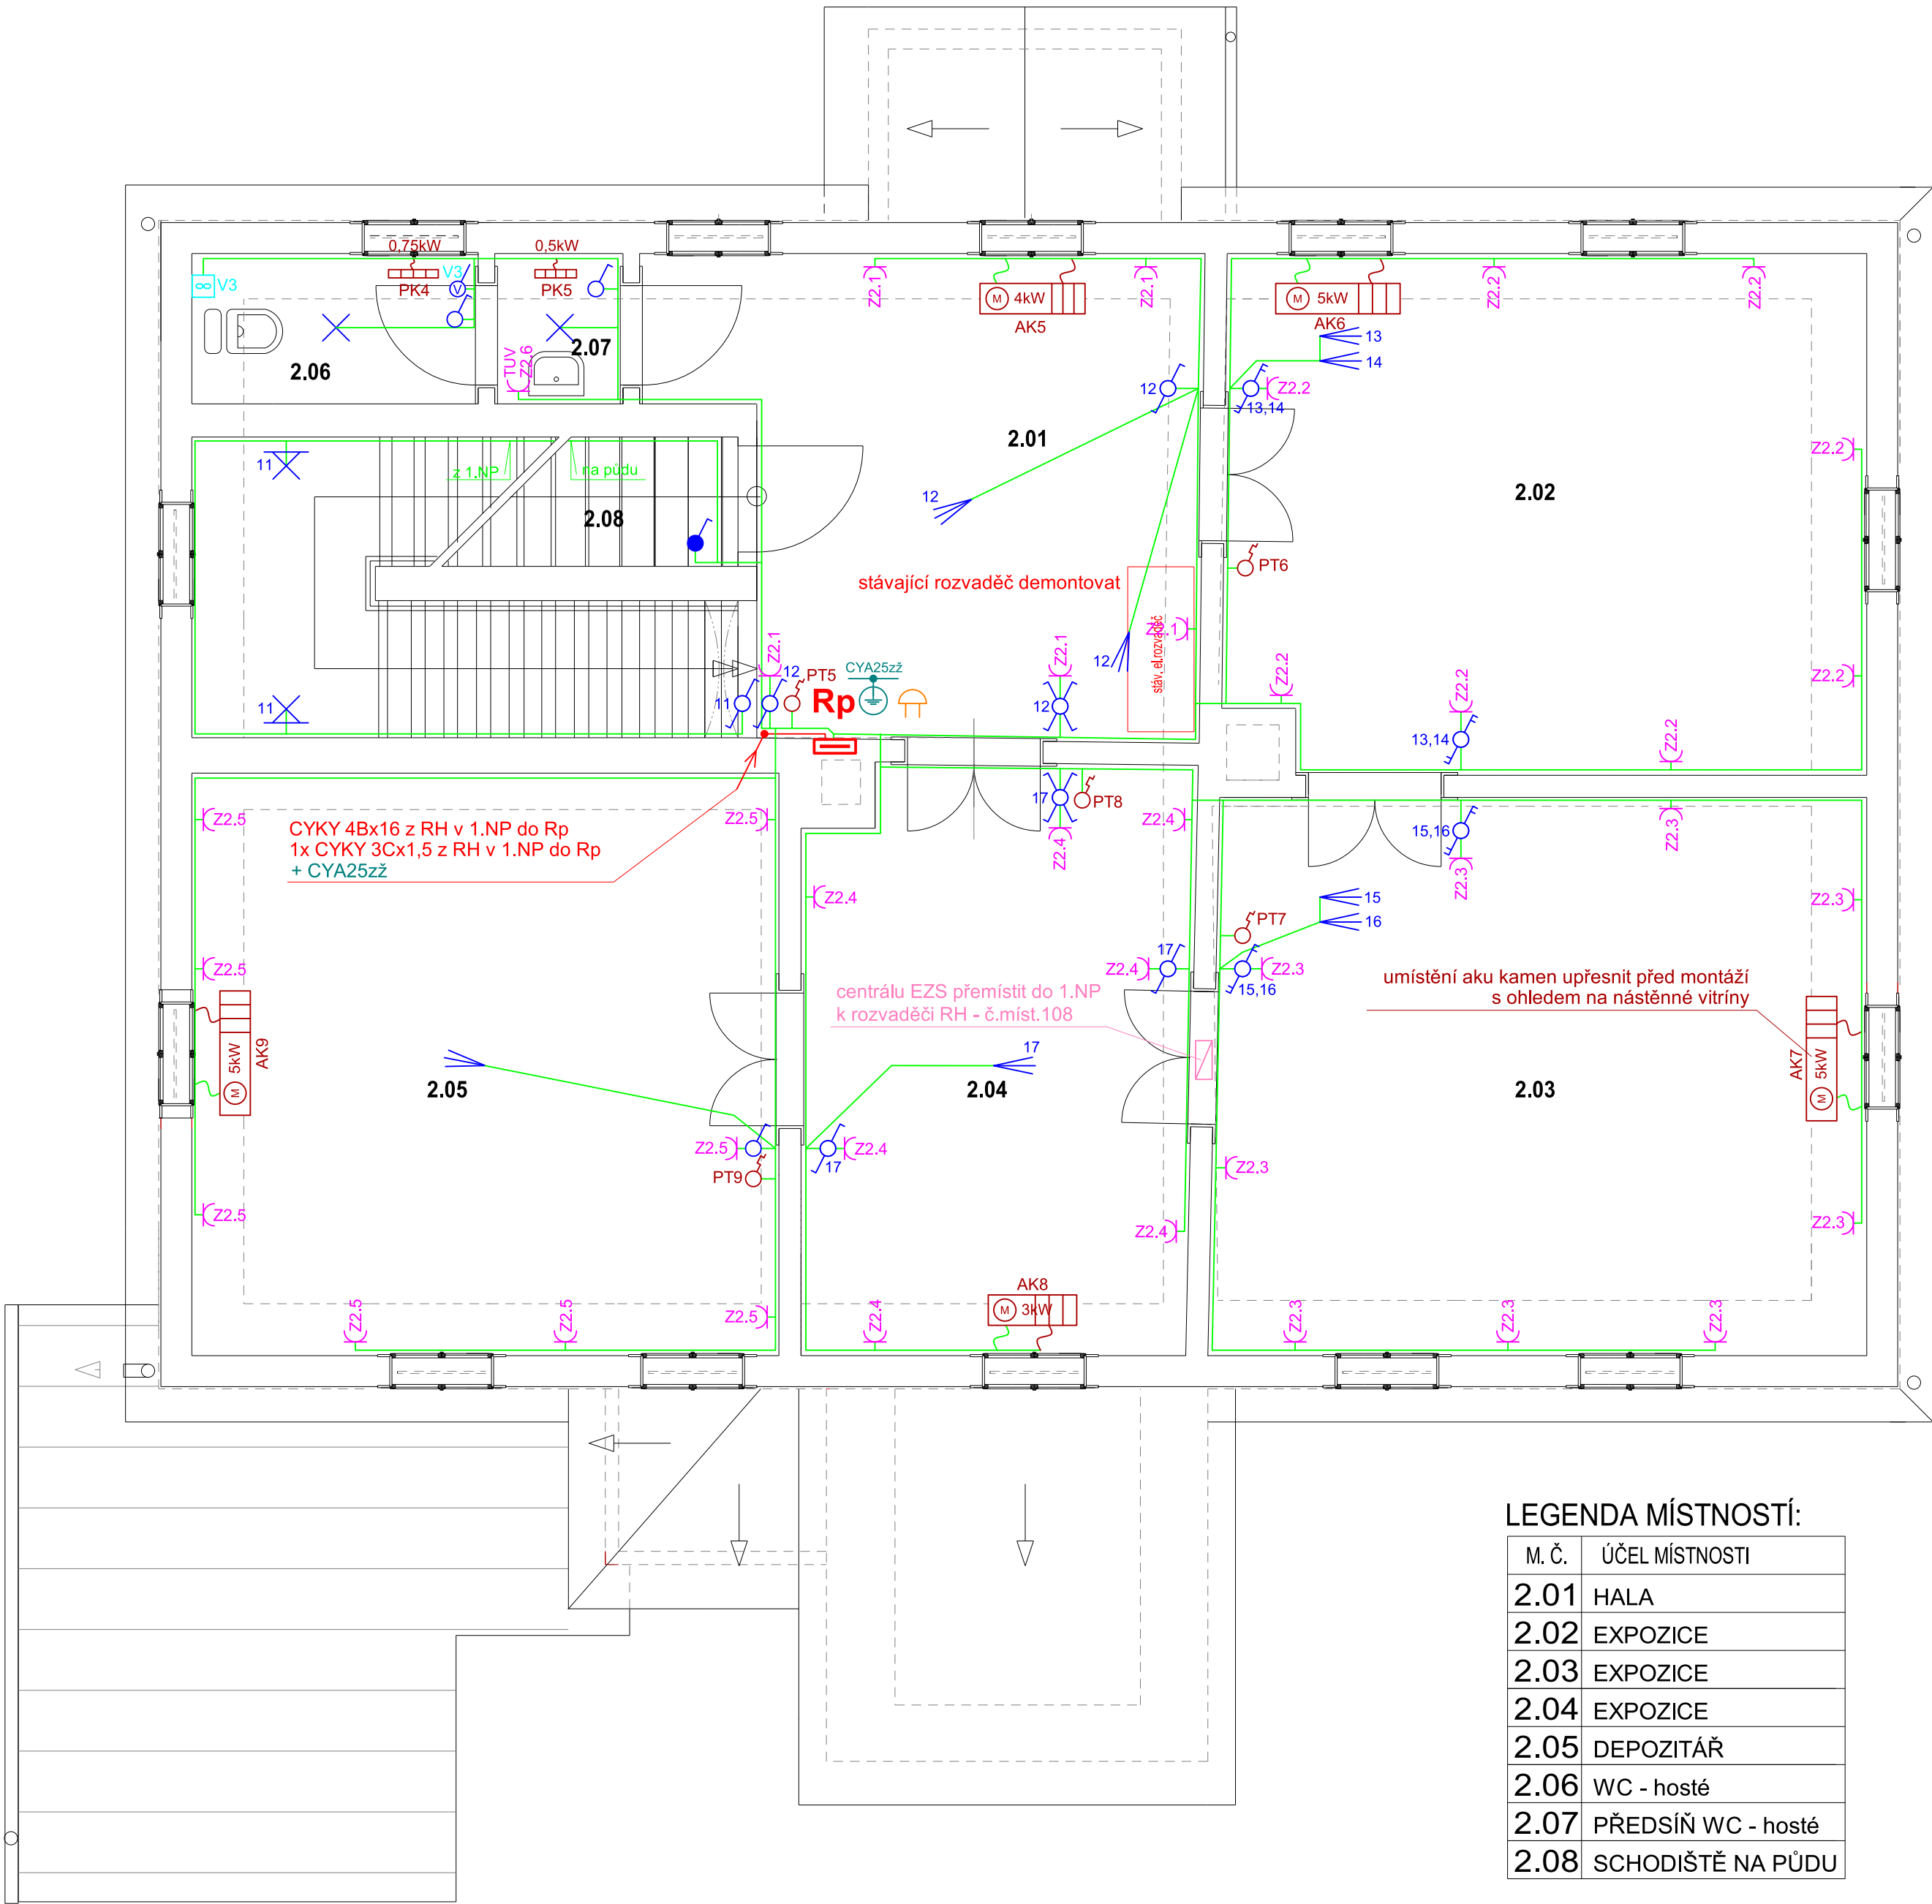 0,75kW
0,5kW
V3
V3
PK4
PK5
Z2.1
M 4kW
AK5
Z2.1
M 5kW
AK6
Z2.2
Z2.2
13
14
V
2.06
2.07
TUV
Z2.6
12
Z2.2
13,14
2.01
11
z 1.NP
na půdu
2.08
12
2.02
Z2.2
PT6
stávající rozvaděč demontovat
Z2.1
stáv. el.rozvaděč
12
Z2.1
12
PT5
CYA25zž
Rp
11
Z2.1
12
11
Z2.2
Z2.2
13,14
Z2.2
Z2.2
17
PT8
Z2.4
Z2.4
Z2.5
Z2.5
CYKY 4Bx16 z RH v 1.NP do Rp
1x CYKY 3Cx1,5 z RH v 1.NP do Rp
+ CYA25zž
15,16
Z2.3
Z2.3
Z2.3
Z2.4
15
16
PT7
Z2.5
17
Z2.4
Z2.3
15,16
centrálu EZS přemístit do 1.NP
k rozvaděči RH - č.míst.108
umístění aku kamen upřesnit před montáží
s ohledem na nástěnné vitríny
M 5kW
AK9
2.05
17
2.04
2.03
AK7
M 5kW
Z2.5
PT9
Z2.4
17
Z2.3
Z2.5
Z2.4
Z2.3
AK8
M 3kW
Z2.5
Z2.5
Z2.5
Z2.4
Z2.3
Z2.3
Z2.3
LEGENDA MÍSTNOSTÍ:
M. Č. ÚČEL MÍSTNOSTI
2.01 HALA
2.02 EXPOZICE
2.03 EXPOZICE
2.04 EXPOZICE
2.05 DEPOZITÁŘ
2.06 WC - hosté
2.07 PŘEDSÍŇ WC - hosté
2.08 SCHODIŠTĚ NA PŮDU